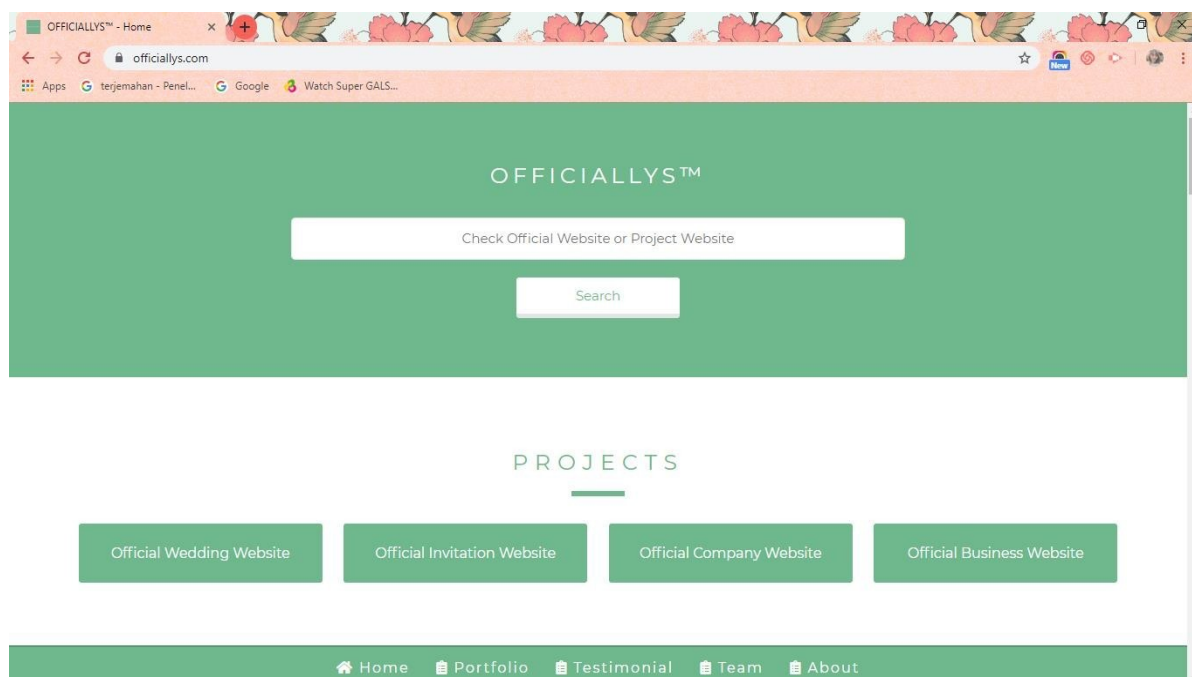 OFFICIALLYS™ - Home
officiallys.com
New
Apps terjemahan - Penel... Google Watch Super GALS...
OFFICIALLYS™
Check Official Website or Project Website
Search
PROJECTS
Official Wedding Website Official Invitation Website Official Company Website Official Business Website
Home Portfolio Testimonial Team About